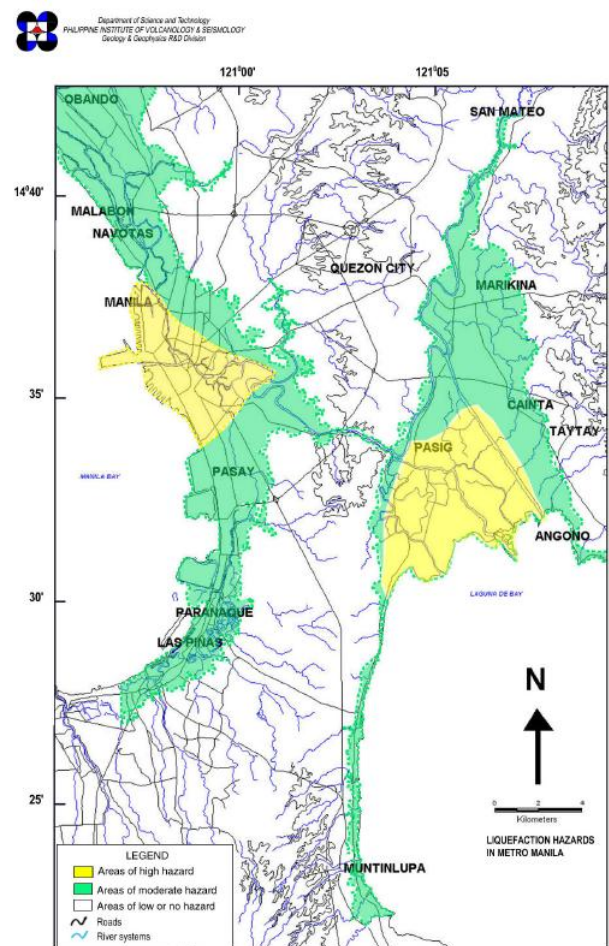 Department of Science and Technology
PHILIPPINE INSTITUTE OF VOLCANOLOGY & SEISMOLOGY
Geology & Geophysics R&D Division
121°00' 121°05'
OBANDO
SAN MATEO
14°40'
MALABON
NAVOTAS
QUEZON CITY
MARIKINA
MANILA
35'
CAINTA
TAYTAY
PASIG
PASAY
MANILA BAY
ANGONO
LAGUNA DE BAY
30'
PARANAQUE
LAS PINAS
N
25'
0 2 4
Kilometers
LIQUEFACTION HAZARDS
IN METRO MANILA
MUNTINLUPA
LEGEND
Areas of high hazard
Areas of moderate hazard
Areas of low or no hazard
Roads
River systems